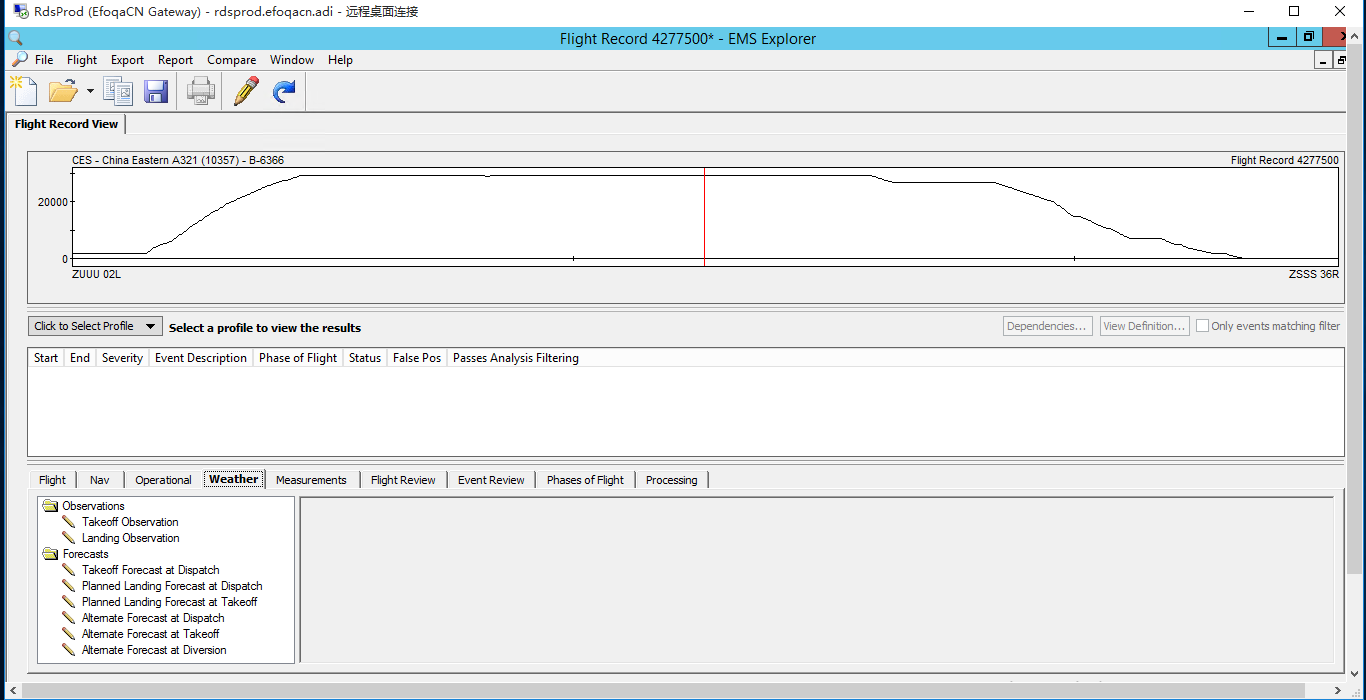 RdsProd (EfoqaCN Gateway) - rdsprod.efoqacn.adi - 远程桌面连接
Flight Record 4277500* - EMS Explorer
File Flight Export Report Compare Window Help
Flight Record View
CES - China Eastern A321 (10357) - B-6366 Flight Record 4277500
20000
0
ZUUU 02L ZSSS 36R
Click to Select Profile Select a profile to view the results Dependencies... View Definition... Only events matching filter
Start End Severity Event Description Phase of Flight Status False Pos Passes Analysis Filtering
Flight Nav Operational Weather Measurements Flight Review Event Review Phases of Flight Processing
Observations
Takeoff Observation
Landing Observation
Forecasts
Takeoff Forecast at Dispatch
Planned Landing Forecast at Dispatch
Planned Landing Forecast at Takeoff
Alternate Forecast at Dispatch
Alternate Forecast at Takeoff
Alternate Forecast at Diversion